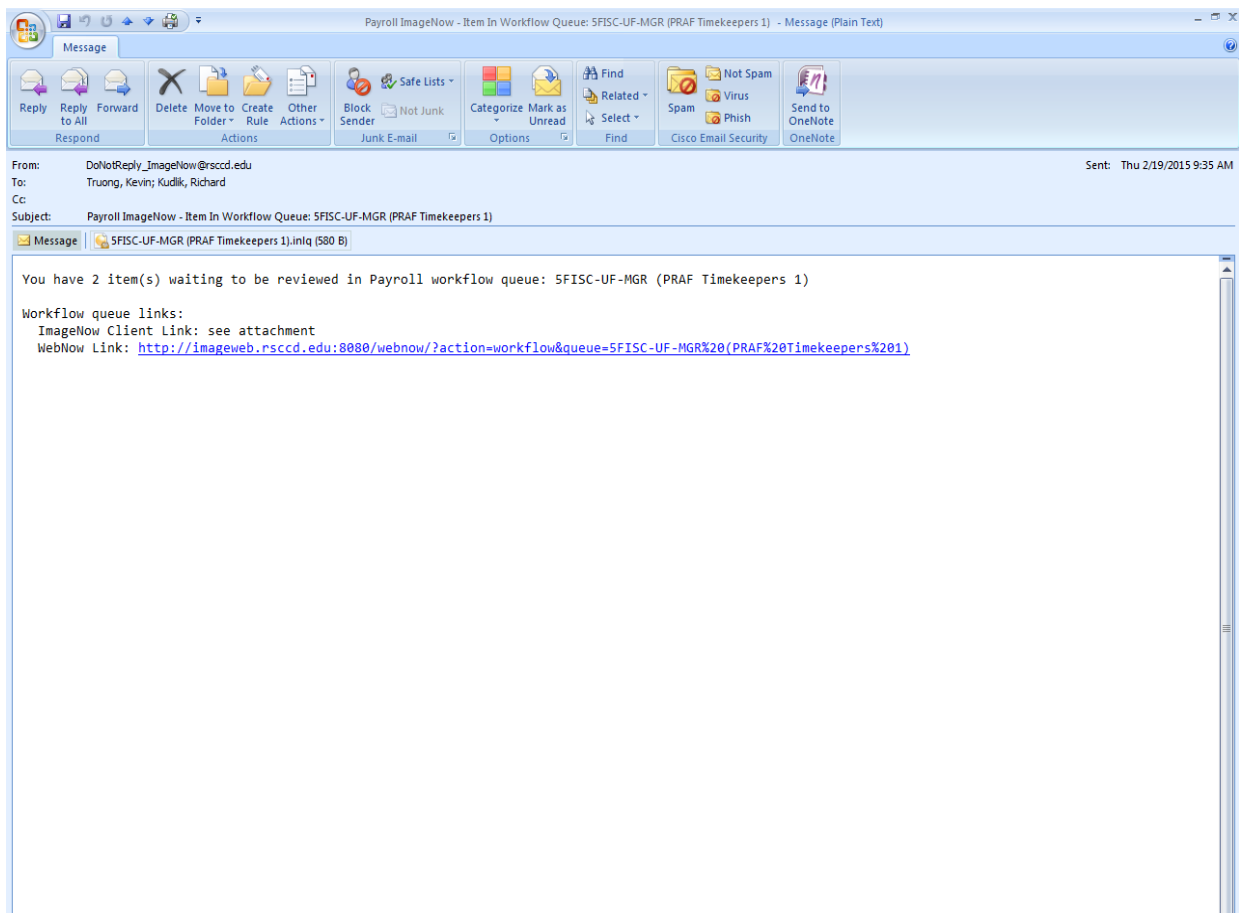 Payroll ImageNow - Item In Workflow Queue: 5FISC-UF-MGR (PRAF Timekeepers 1) - Message (Plain Text)
Message
Reply
Reply to All
Forward
Respond
Delete
Move to Folder
Create Rule
Other Actions
Actions
Block Sender
Safe Lists
Not Junk
Junk E-mail
Categorize
Mark as Unread
Options
Find
Related
Select
Find
Spam
Not Spam
Virus
Phish
Cisco Email Security
Send to OneNote
OneNote
From: DoNotReply_ImageNow@rsccd.edu
Sent: Thu 2/19/2015 9:35 AM
To: Truong, Kevin; Kudlik, Richard
Cc:
Subject: Payroll ImageNow - Item In Workflow Queue: 5FISC-UF-MGR (PRAF Timekeepers 1)
Message 5FISC-UF-MGR (PRAF Timekeepers 1).inlq (580 B)
You have 2 item(s) waiting to be reviewed in Payroll workflow queue: 5FISC-UF-MGR (PRAF Timekeepers 1)
Workflow queue links:
ImageNow Client Link: see attachment
WebNow Link: http://imageweb.rsccd.edu:8080/webnow/?action=workflow&queue=5FISC-UF-MGR%20(PRAF%20Timekeepers%201)